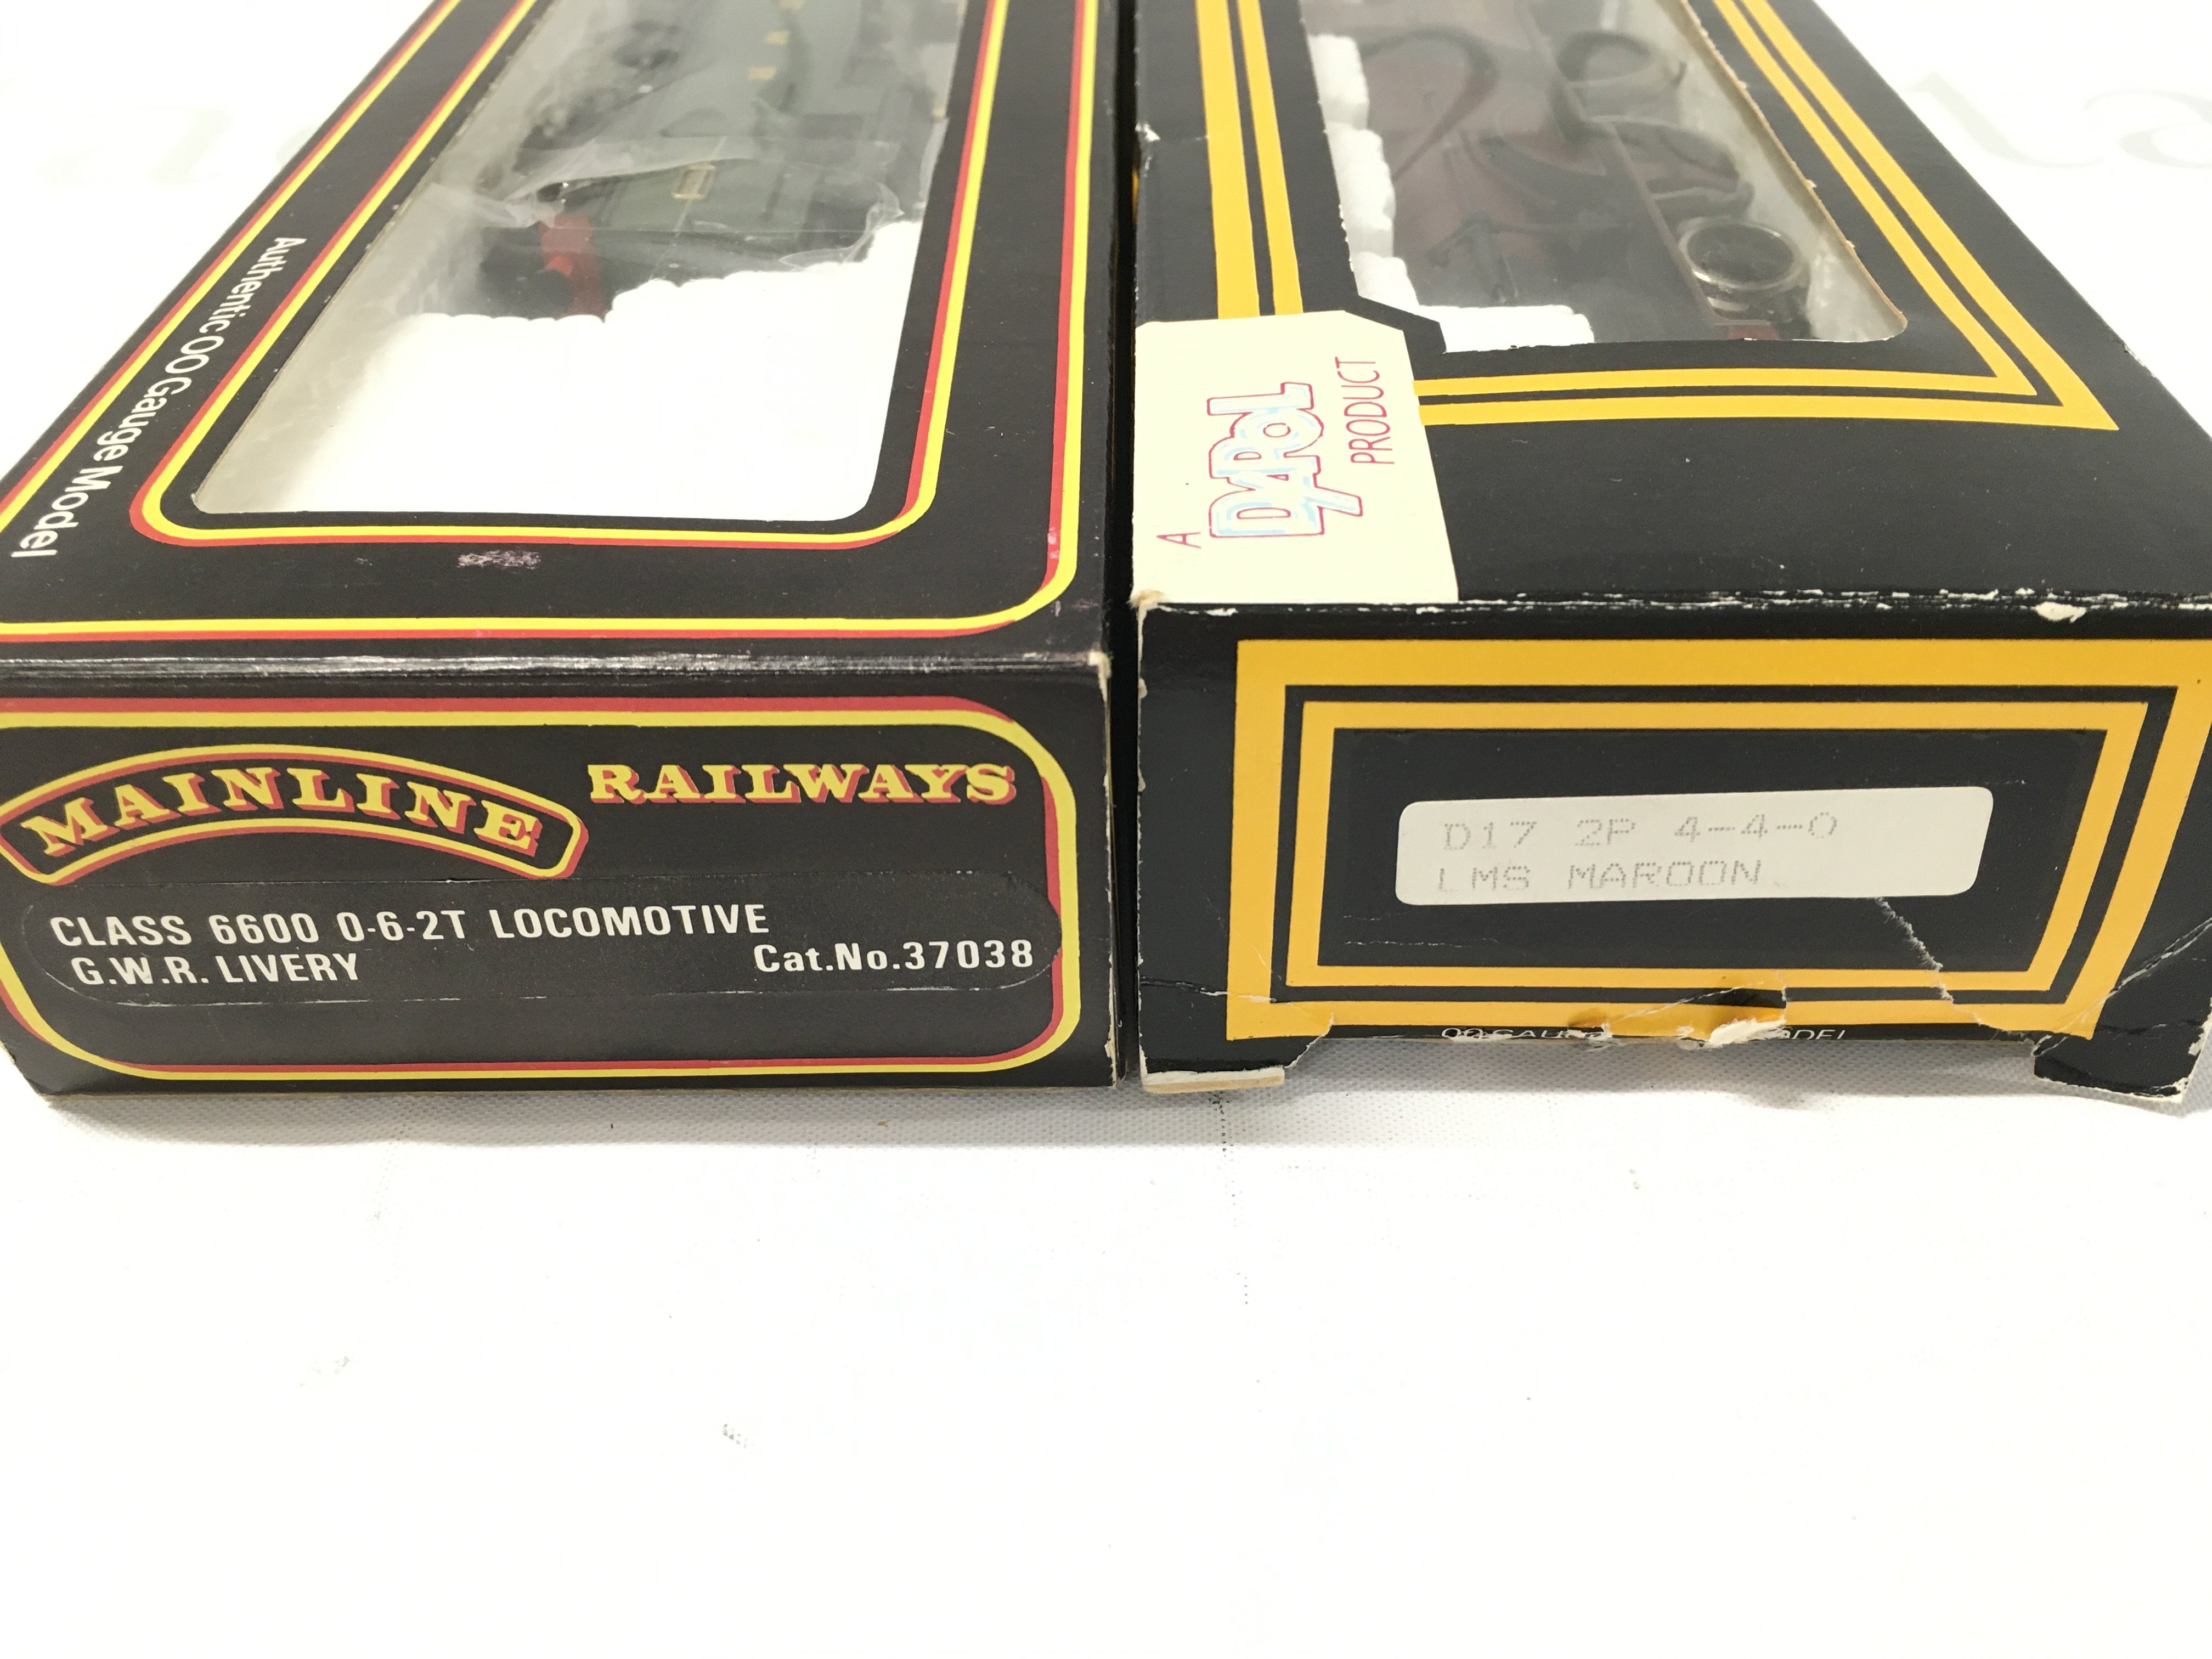 Authentic OO Gauge Model
MAINLINE RAILWAYS
CLASS 6600 0-6-2T LOCOMOTIVE
G.W.R. LIVERY Cat.No.37038
A
DAPOL
PRODUCT
D17 2P 4-4-0
LMS MAROON